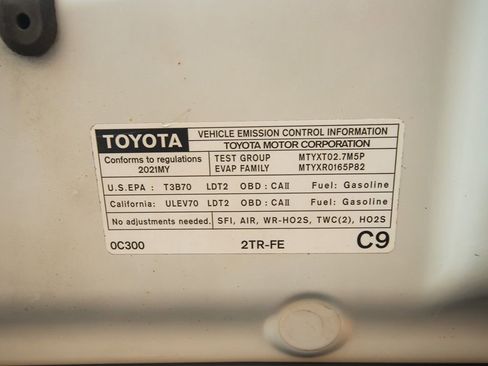 TOYOTA
VEHICLE EMISSION CONTROL INFORMATION
TOYOTA MOTOR CORPORATION
Conforms to regulations
2021MY
TEST GROUP MTYXT02.7M5P
EVAP FAMILY MTYXR0165P82
U.S.EPA : T3B70 LDT2 OBD : CAII Fuel: Gasoline
California: ULEV70 LDT2 OBD : CAII Fuel: Gasoline
No adjustments needed. SFI, AIR, WR-HO2S, TWC(2), HO2S
0C300 2TR-FE C9